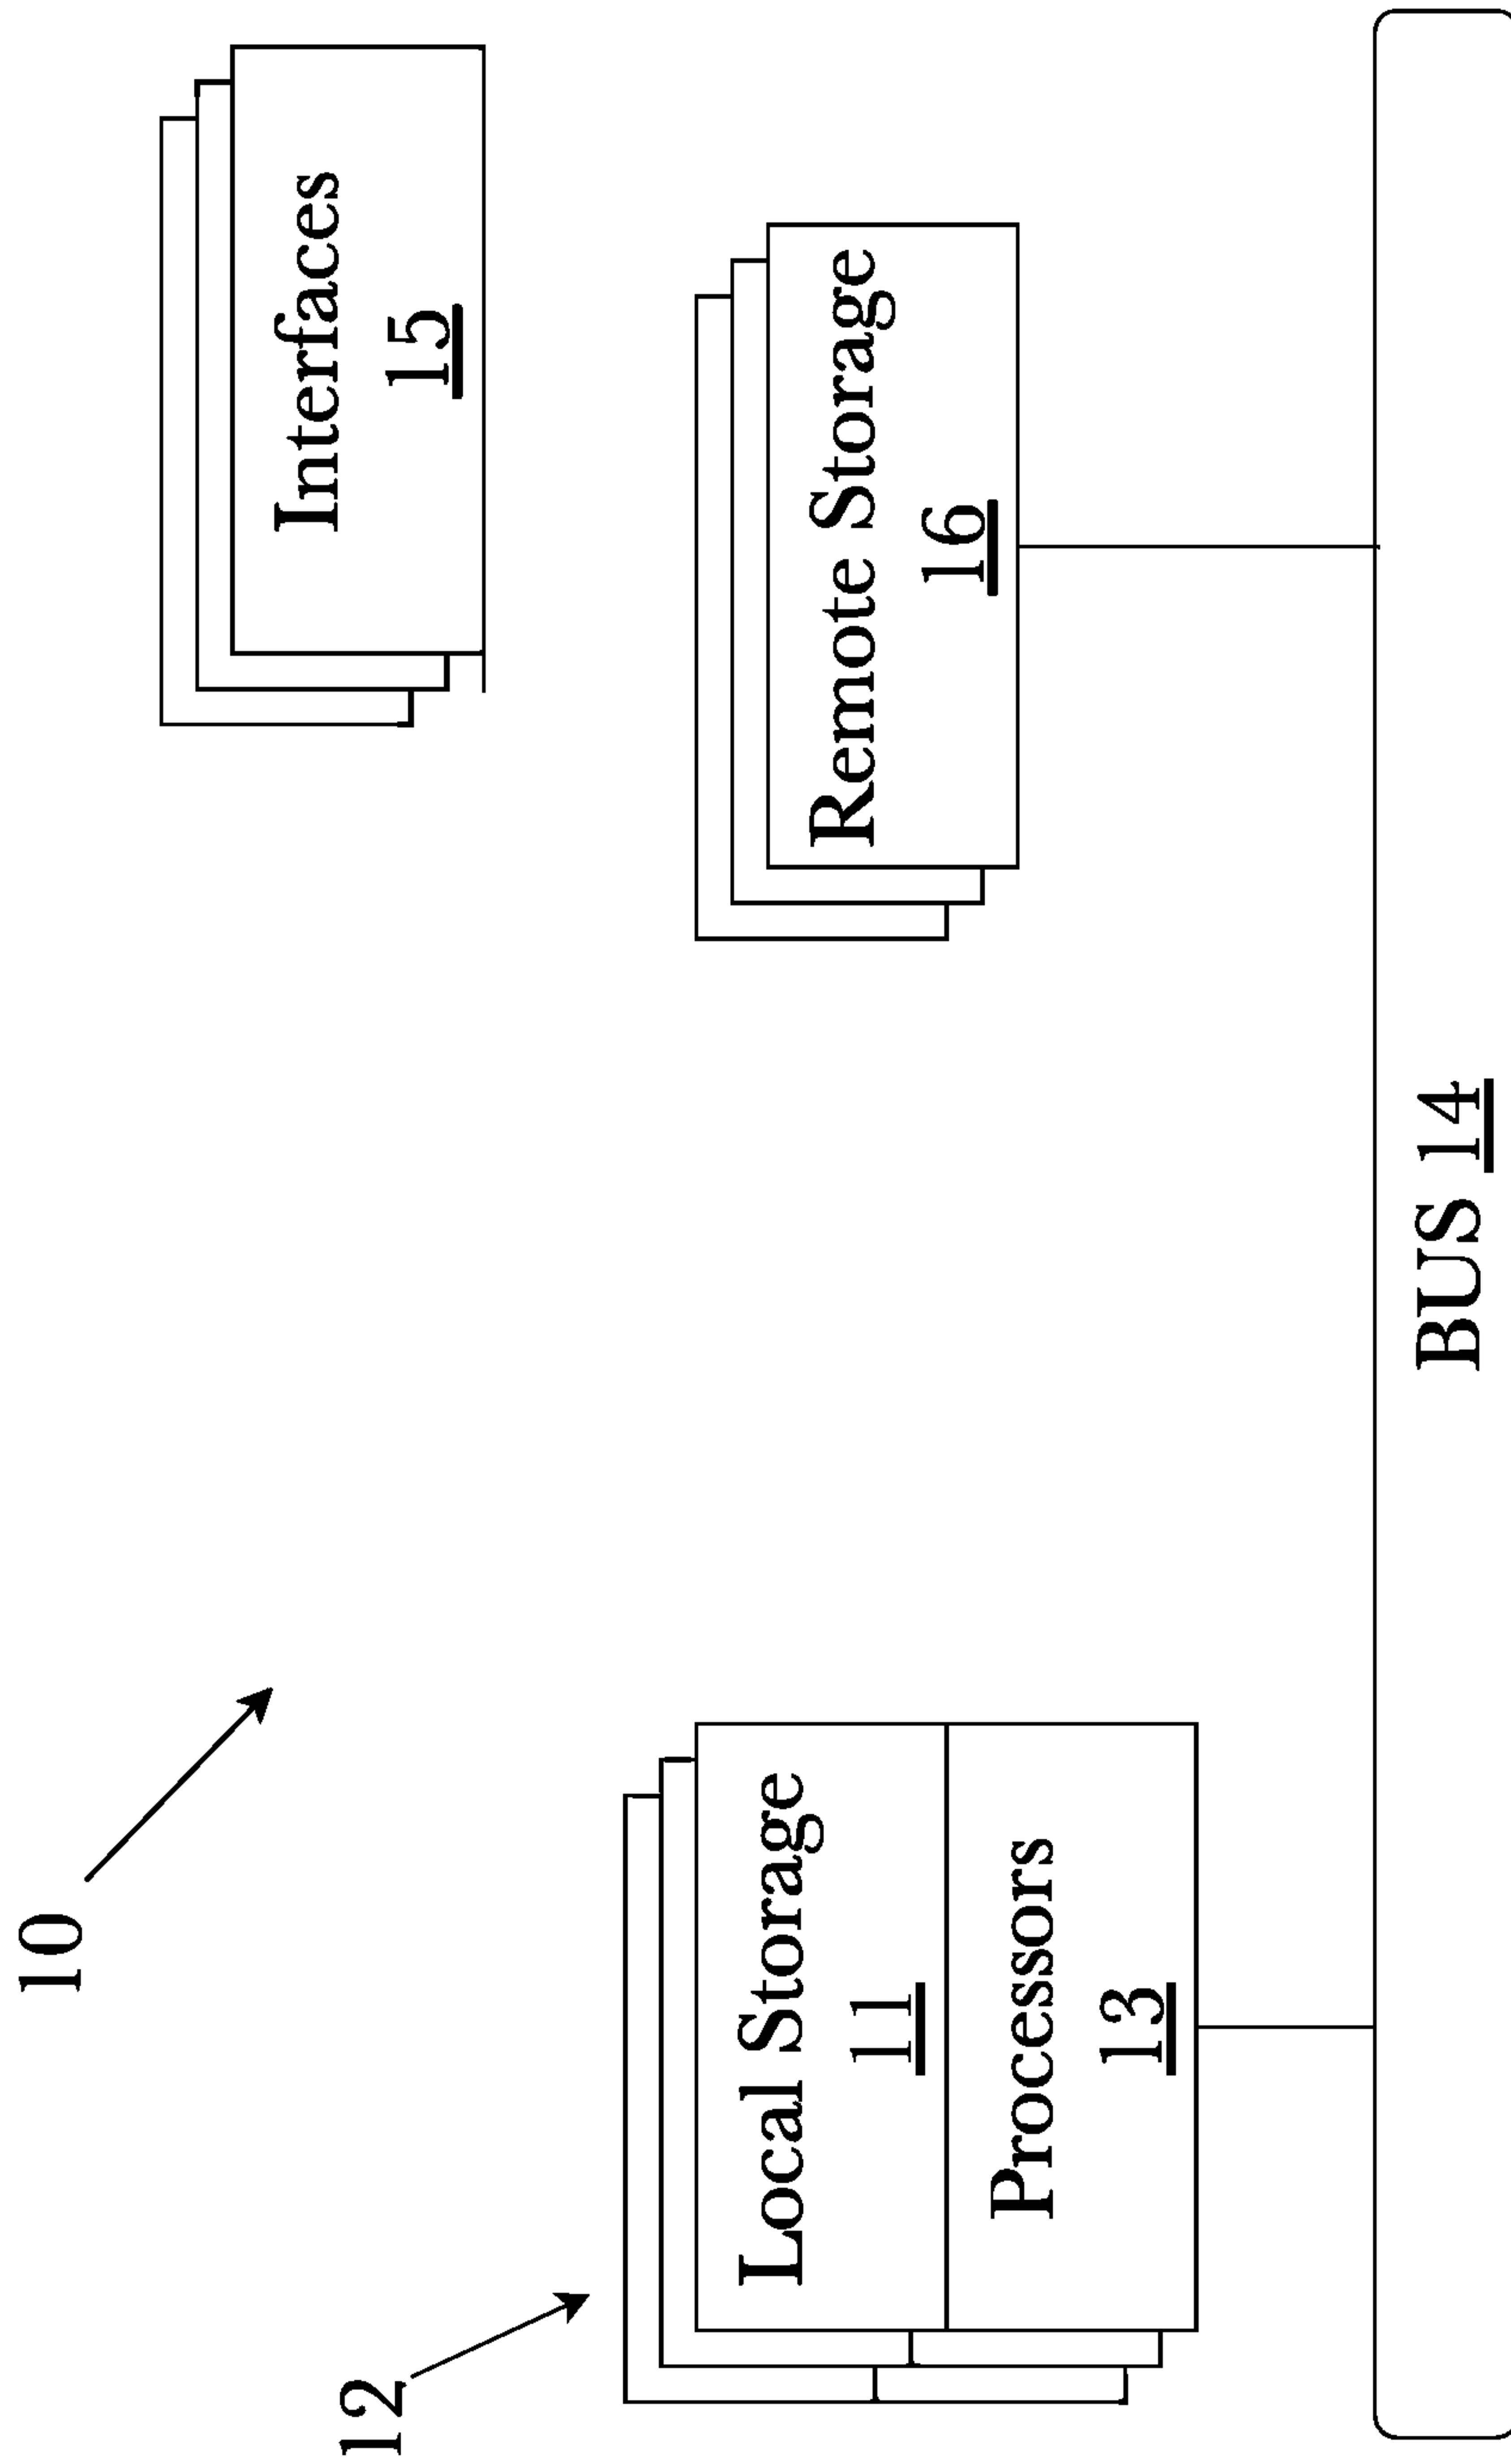 10
12
Local Storage
11
Processors
13
Interfaces
15
Remote Storage
16
BUS 14